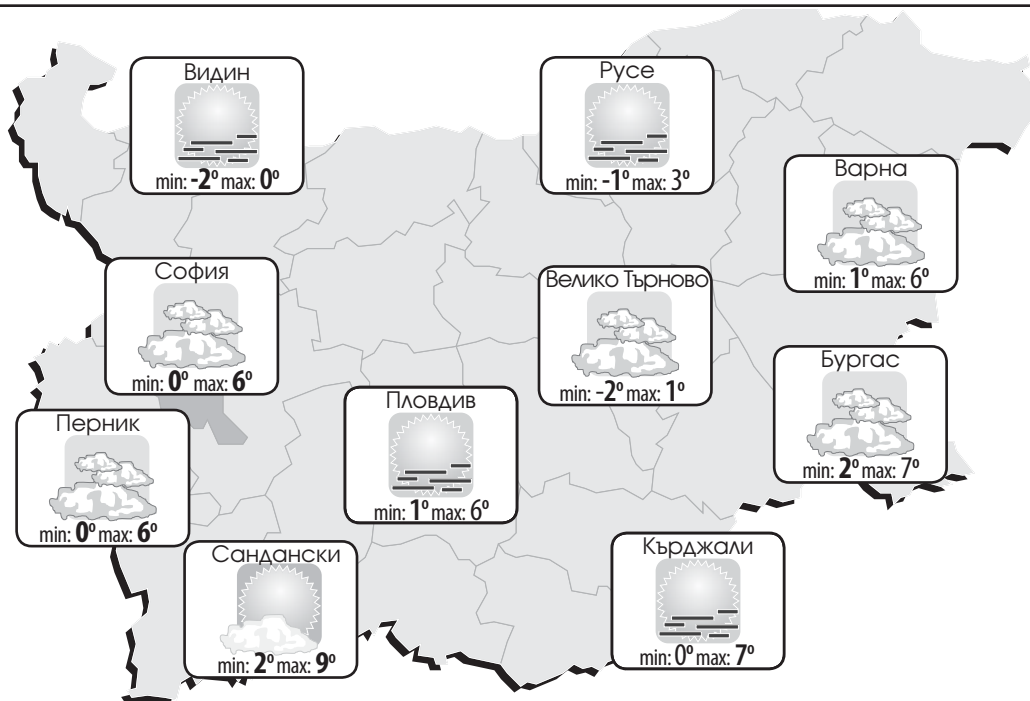 Видин
min: -2° max: 0°
Русе
min: -1° max: 3°
Варна
min: 1° max: 6°
София
min: 0° max: 6°
Велико Търново
min: -2° max: 1°
Бургас
min: 2° max: 7°
Пловдив
min: 1° max: 6°
Перник
min: 0° max: 6°
Сандански
min: 2° max: 9°
Кърджали
min: 0° max: 7°